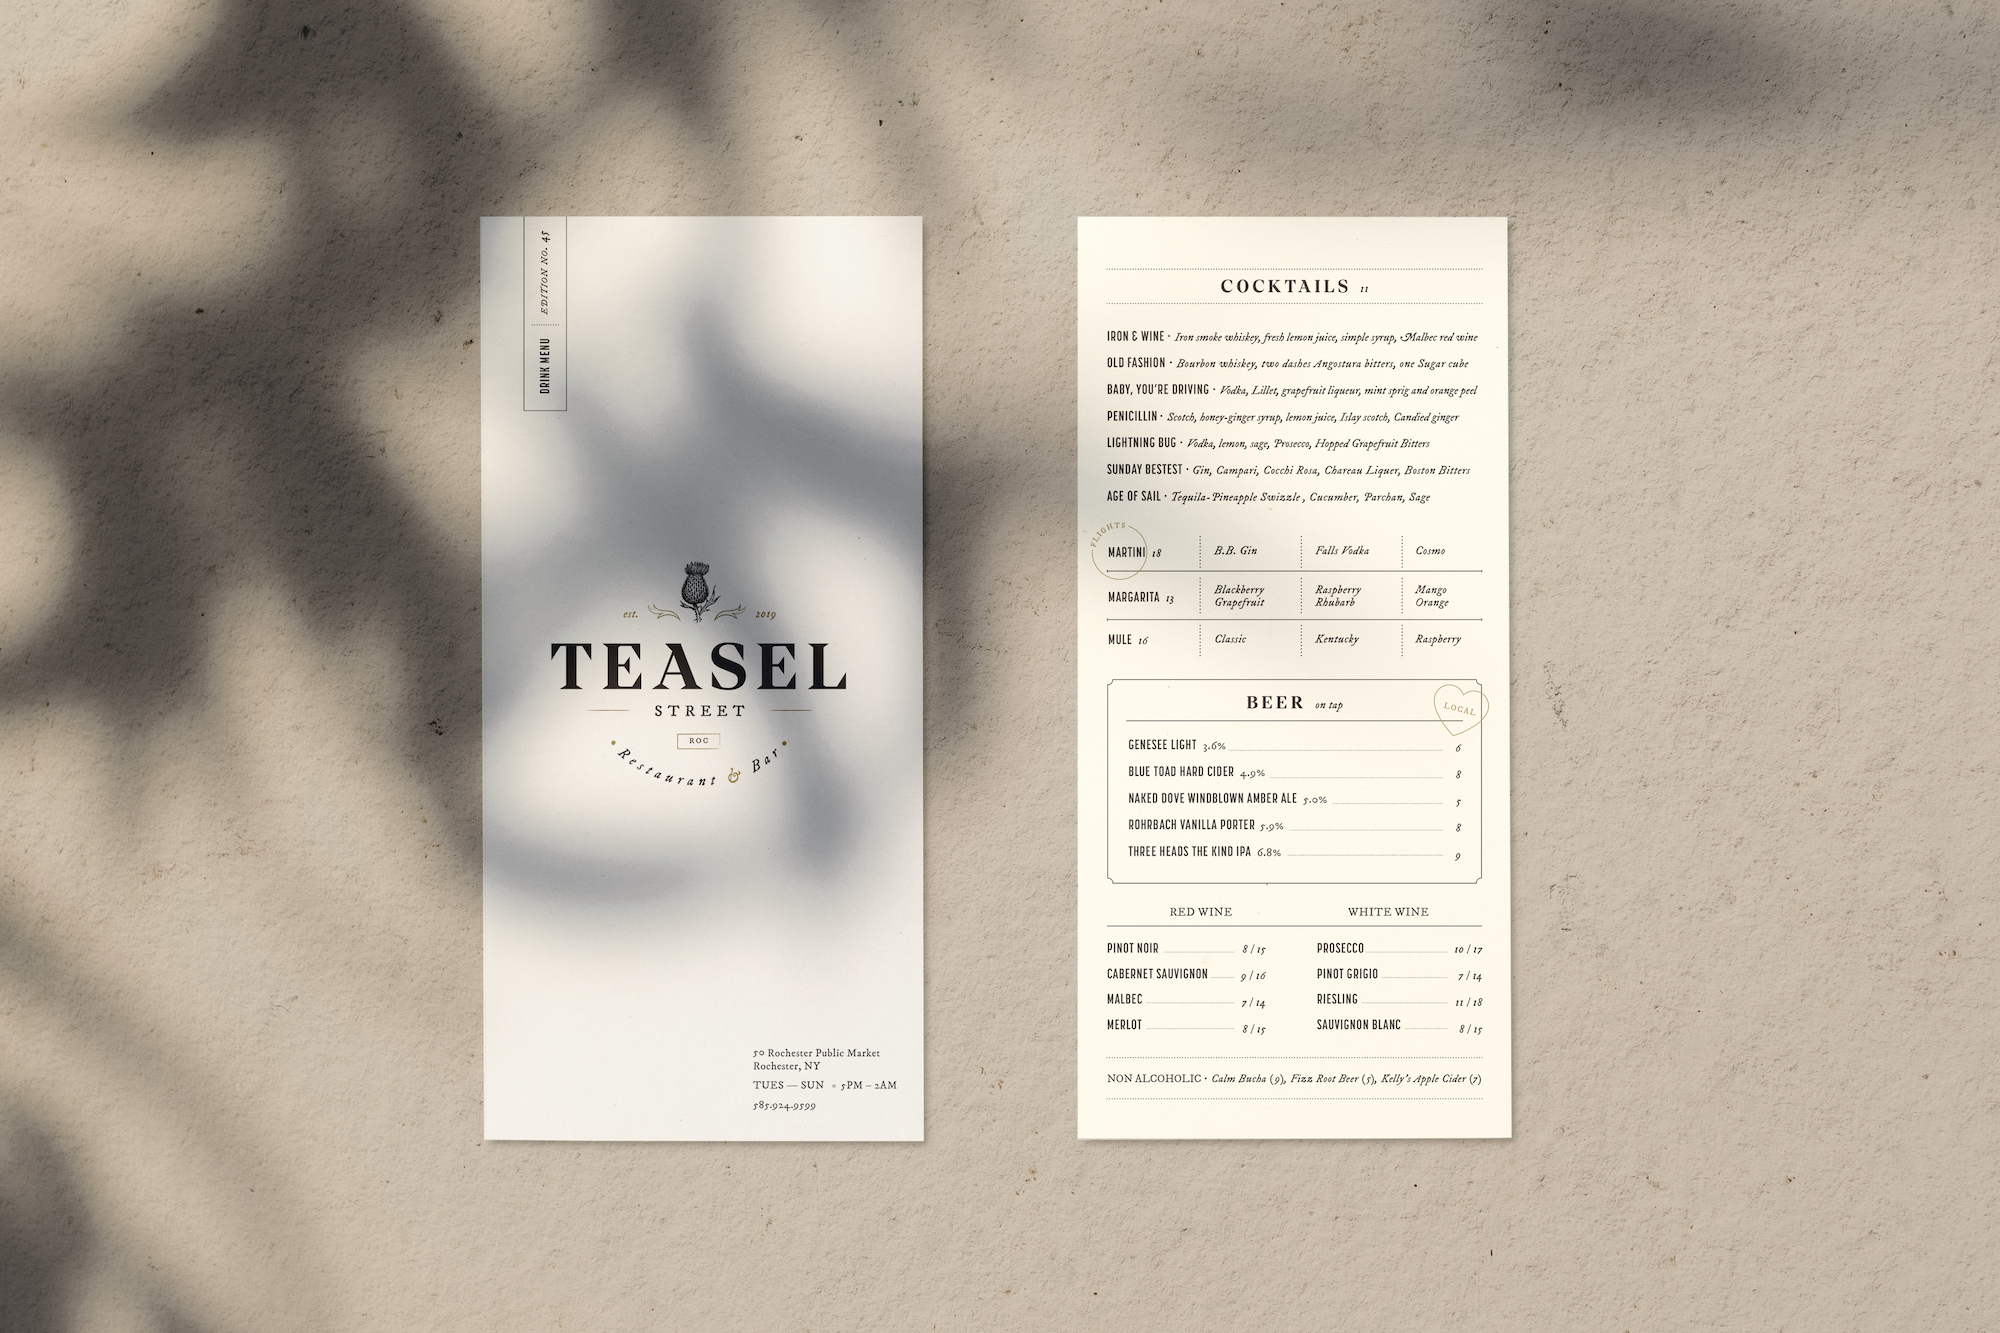 DRINK MENU EDITION NO. 45
est. 2019
TEASEL
STREET
ROC
Restaurant & Bar
50 Rochester Public Market
Rochester, NY
TUES — SUN ◦ 5PM – 2AM
585.924.9599
COCKTAILS 11
IRON & WINE · Iron smoke whiskey, fresh lemon juice, simple syrup, Malbec red wine
OLD FASHION · Bourbon whiskey, two dashes Angostura bitters, one Sugar cube
BABY, YOU'RE DRIVING · Vodka, Lillet, grapefruit liqueur, mint sprig and orange peel
PENICILLIN · Scotch, honey-ginger syrup, lemon juice, Islay scotch, Candied ginger
LIGHTNING BUG · Vodka, lemon, sage, Prosecco, Hopped Grapefruit Bitters
SUNDAY BESTEST · Gin, Campari, Cocchi Rosa, Chareau Liquer, Boston Bitters
AGE OF SAIL · Tequila-Pineapple Swizzle , Cucumber, Parchan, Sage
FLIGHTS
MARTINI 18 B.B. Gin Falls Vodka Cosmo
MARGARITA 13 Blackberry Grapefruit Raspberry Rhubarb Mango Orange
MULE 16 Classic Kentucky Raspberry
BEER on tap
LOCAL
GENESEE LIGHT 3.6% 6
BLUE TOAD HARD CIDER 4.9% 8
NAKED DOVE WINDBLOWN AMBER ALE 5.0% 5
ROHRBACH VANILLA PORTER 5.9% 8
THREE HEADS THE KIND IPA 6.8% 9
RED WINE
PINOT NOIR 8 / 15
CABERNET SAUVIGNON 9 / 16
MALBEC 7 / 14
MERLOT 8 / 15
WHITE WINE
PROSECCO 10 / 17
PINOT GRIGIO 7 / 14
RIESLING 11 / 18
SAUVIGNON BLANC 8 / 15
NON ALCOHOLIC · Calm Bucha (9), Fizz Root Beer (5), Kelly's Apple Cider (7)